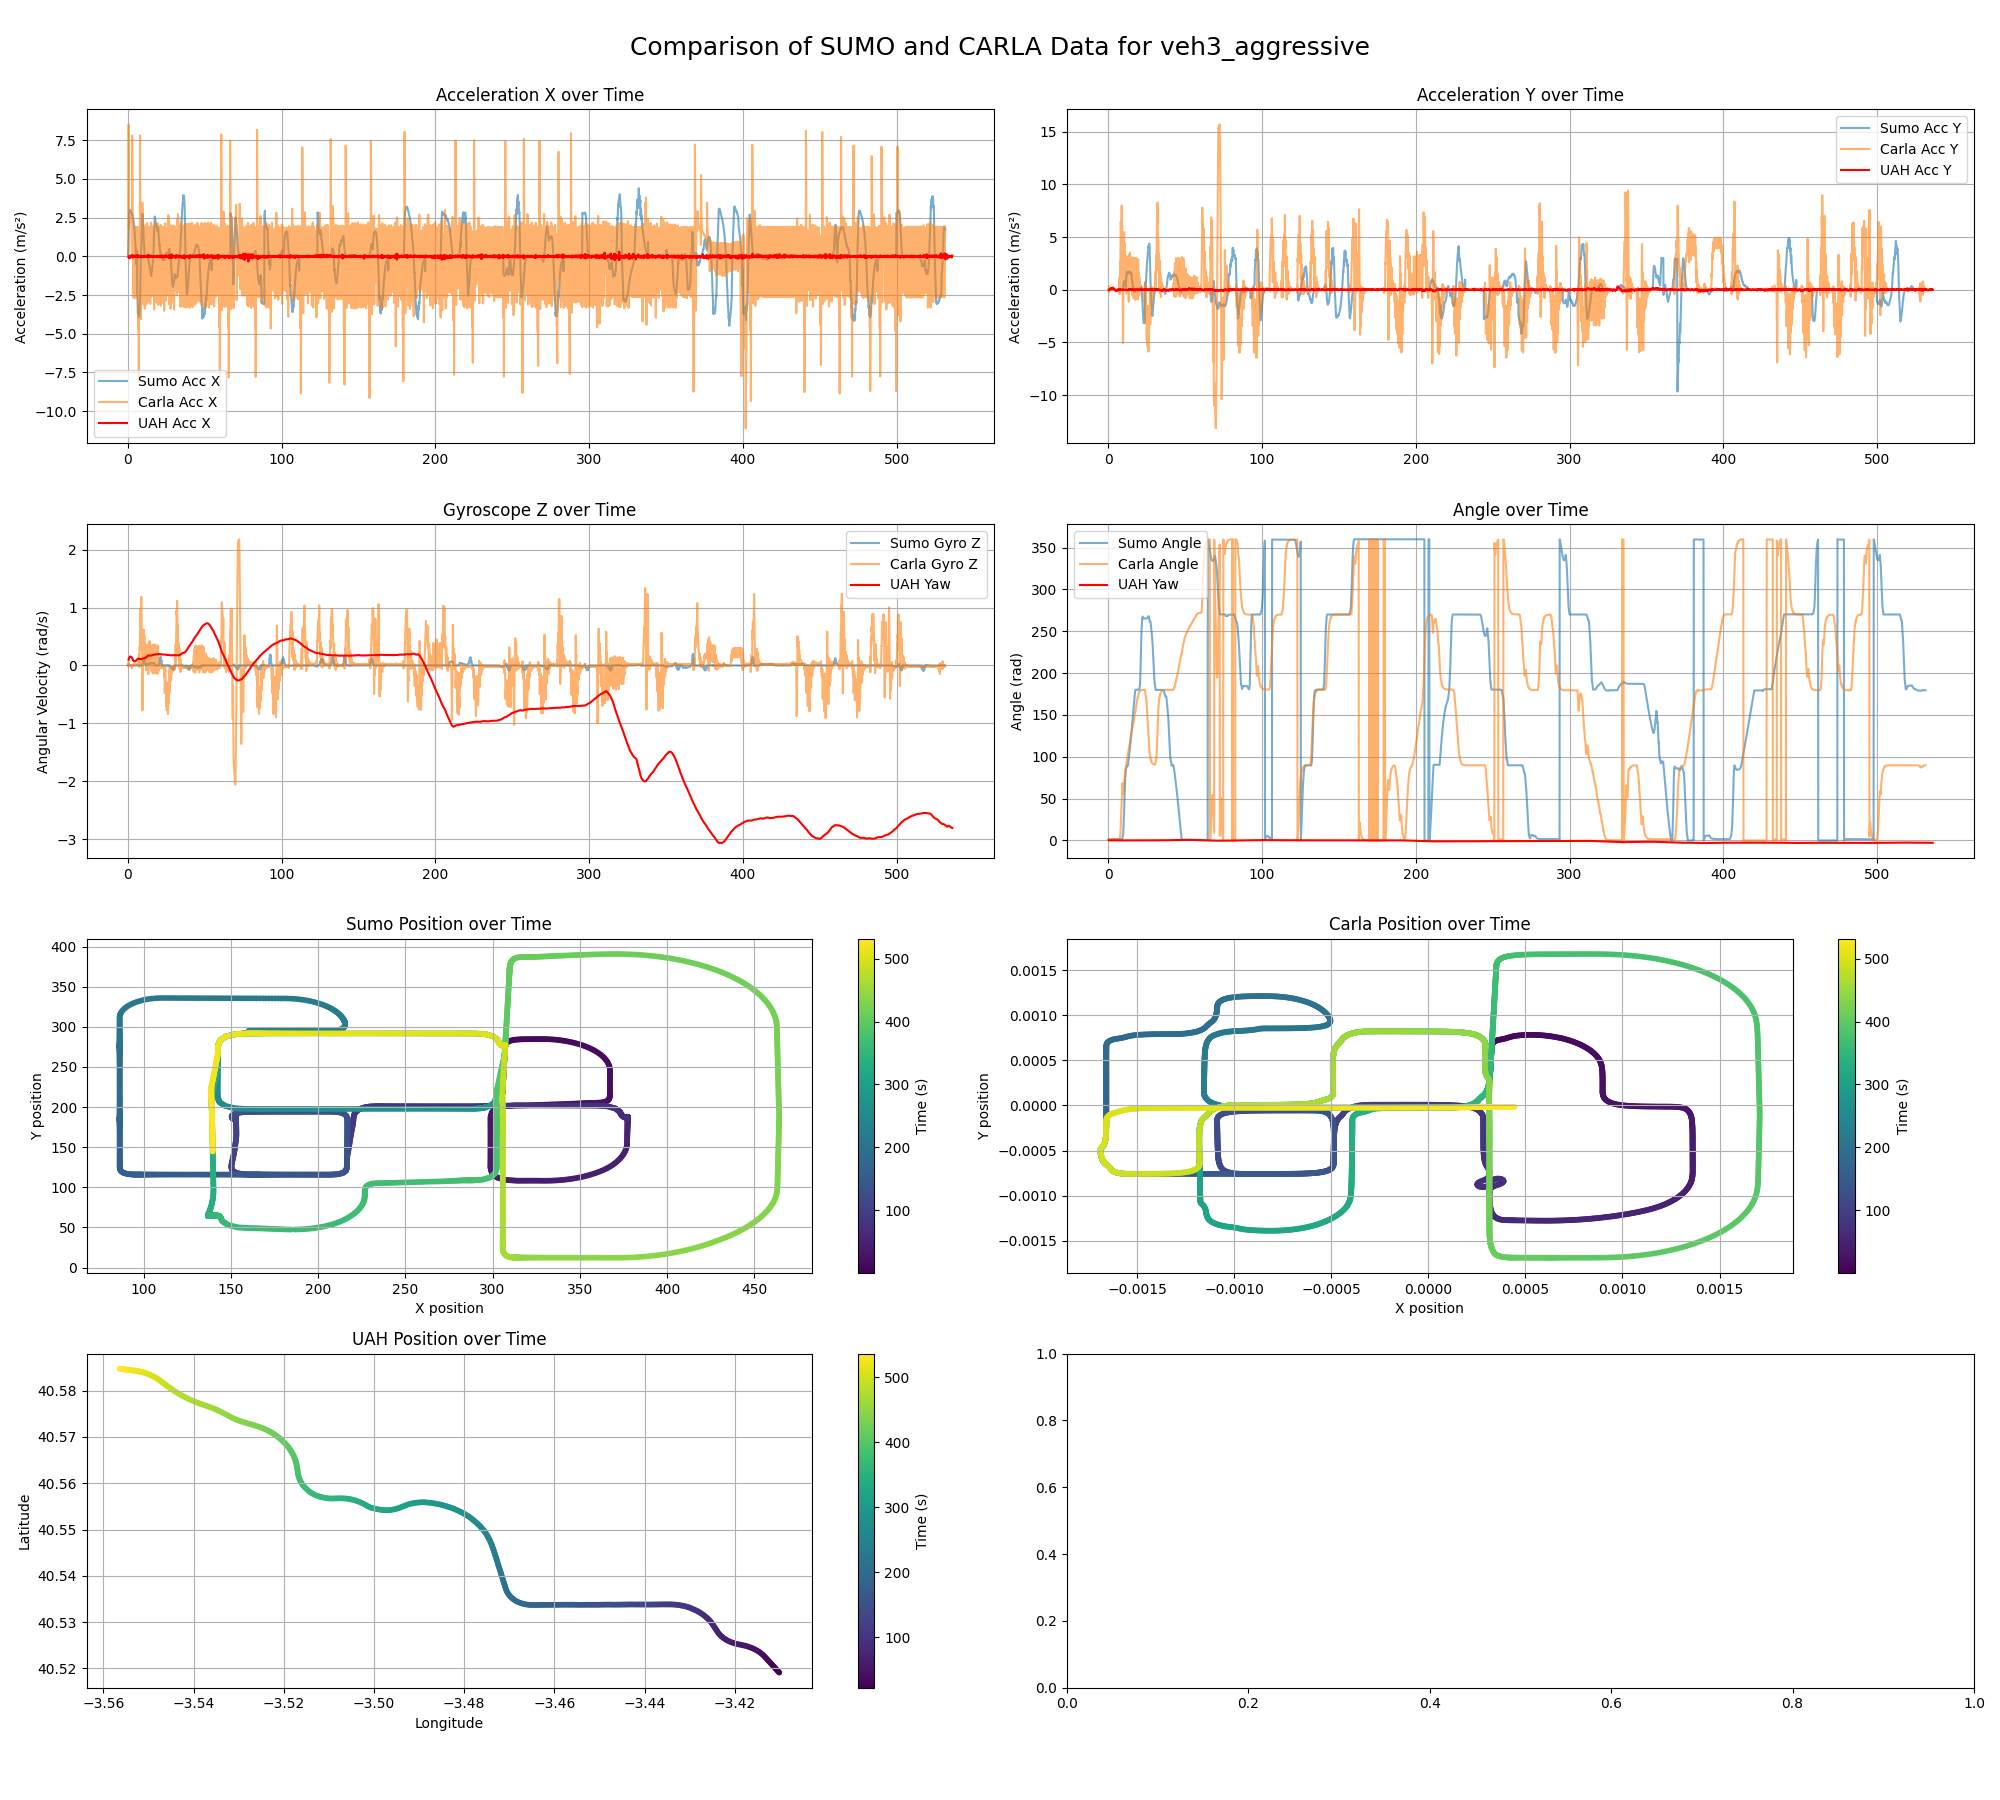 Comparison of SUMO and CARLA Data for veh3_aggressive
Acceleration X over Time
Acceleration (m/s²)
7.5
5.0
2.5
0.0
−2.5
−5.0
−7.5
−10.0
Sumo Acc X
Carla Acc X
UAH Acc X
0 100 200 300 400 500
Acceleration Y over Time
Acceleration (m/s²)
15
10
5
0
−5
−10
Sumo Acc Y
Carla Acc Y
UAH Acc Y
0 100 200 300 400 500
Gyroscope Z over Time
Angular Velocity (rad/s)
2
1
0
−1
−2
−3
Sumo Gyro Z
Carla Gyro Z
UAH Yaw
0 100 200 300 400 500
Angle over Time
Angle (rad)
350
300
250
200
150
100
50
0
Sumo Angle
Carla Angle
UAH Yaw
0 100 200 300 400 500
Sumo Position over Time
Y position
400
350
300
250
200
150
100
50
0
100 150 200 250 300 350 400 450
X position
500
400
300
200
100
Time (s)
Carla Position over Time
Y position
0.0015
0.0010
0.0005
0.0000
−0.0005
−0.0010
−0.0015
−0.0015 −0.0010 −0.0005 0.0000 0.0005 0.0010 0.0015
X position
500
400
300
200
100
Time (s)
UAH Position over Time
Latitude
40.58
40.57
40.56
40.55
40.54
40.53
40.52
−3.56 −3.54 −3.52 −3.50 −3.48 −3.46 −3.44 −3.42
Longitude
500
400
300
200
100
Time (s)
1.0
0.8
0.6
0.4
0.2
0.0
0.0 0.2 0.4 0.6 0.8 1.0